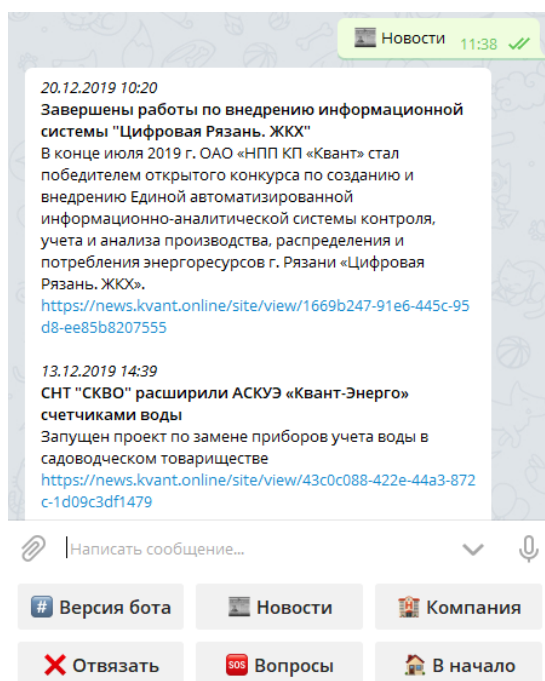 Новости 11:38
20.12.2019 10:20
Завершены работы по внедрению информационной
системы "Цифровая Рязань. ЖКХ"
В конце июля 2019 г. ОАО «НПП КП «Квант» стал
победителем открытого конкурса по созданию и
внедрению Единой автоматизированной
информационно-аналитической системы контроля,
учета и анализа производства, распределения и
потребления энергоресурсов г. Рязани «Цифровая
Рязань. ЖКХ».
https://news.kvant.online/site/view/1669b247-91e6-445c-95
d8-ee85b8207555
13.12.2019 14:39
СНТ "СКВО" расширили АСКУЭ «Квант-Энерго»
счетчиками воды
Запущен проект по замене приборов учета воды в
садоводческом товариществе
https://news.kvant.online/site/view/43c0c088-422e-44a3-872
c-1d09c3df1479
Написать сообщение...
# Версия бота Новости Компания
Отвязать SOS Вопросы В начало